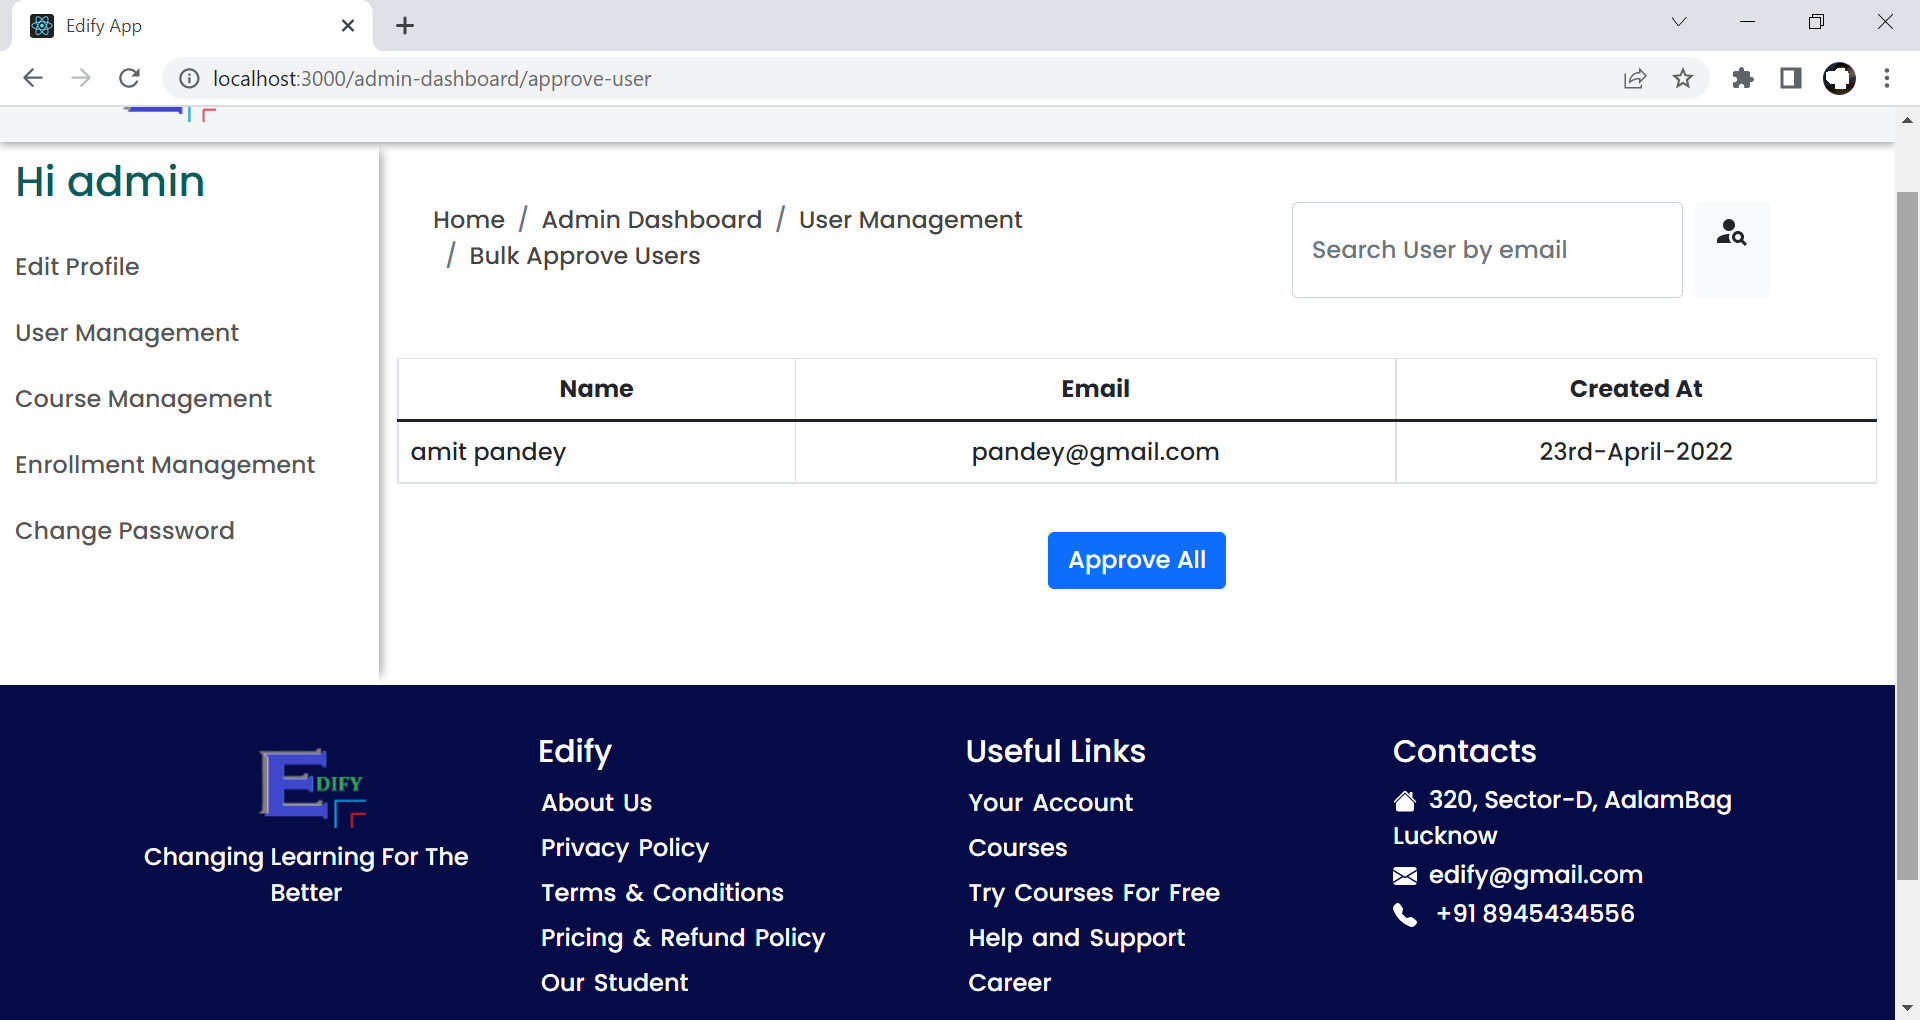 Edify App
localhost:3000/admin-dashboard/approve-user
Hi admin
Edit Profile
User Management
Course Management
Enrollment Management
Change Password
Home / Admin Dashboard / User Management
/ Bulk Approve Users
Search User by email
Name Email Created At
amit pandey pandey@gmail.com 23rd-April-2022
Approve All
EDIFY
Changing Learning For The
Better
Edify
About Us
Privacy Policy
Terms & Conditions
Pricing & Refund Policy
Our Student
Useful Links
Your Account
Courses
Try Courses For Free
Help and Support
Career
Contacts
320, Sector-D, AalamBag
Lucknow
edify@gmail.com
+91 8945434556